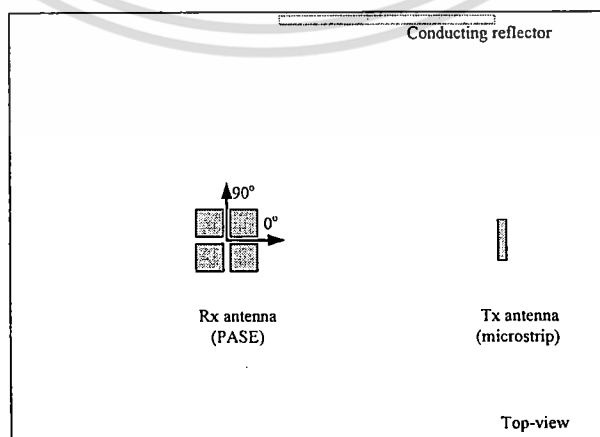 Conducting reflector
90°
0°
Rx antenna
(PASE)
Tx antenna
(microstrip)
Top-view